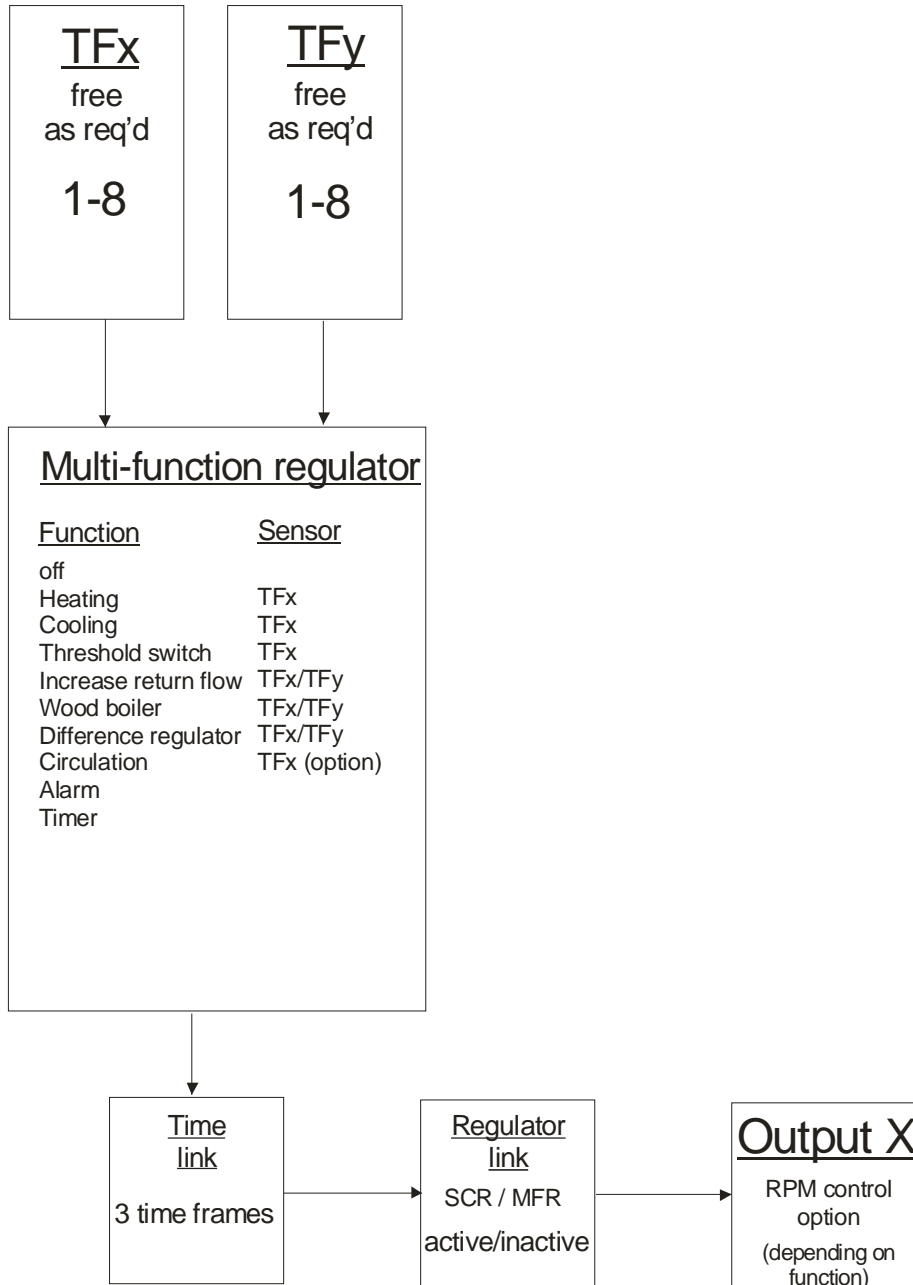 TFx
free
as req'd
1-8
TFy
free
as req'd
1-8
Multi-function regulator
Function Sensor
off
Heating TFx
Cooling TFx
Threshold switch TFx
Increase return flow TFx/TFy
Wood boiler TFx/TFy
Difference regulator TFx/TFy
Circulation TFx (option)
Alarm
Timer
Time
link
3 time frames
Regulator
link
SCR / MFR
active/inactive
Output X
RPM control
option
(depending on
function)